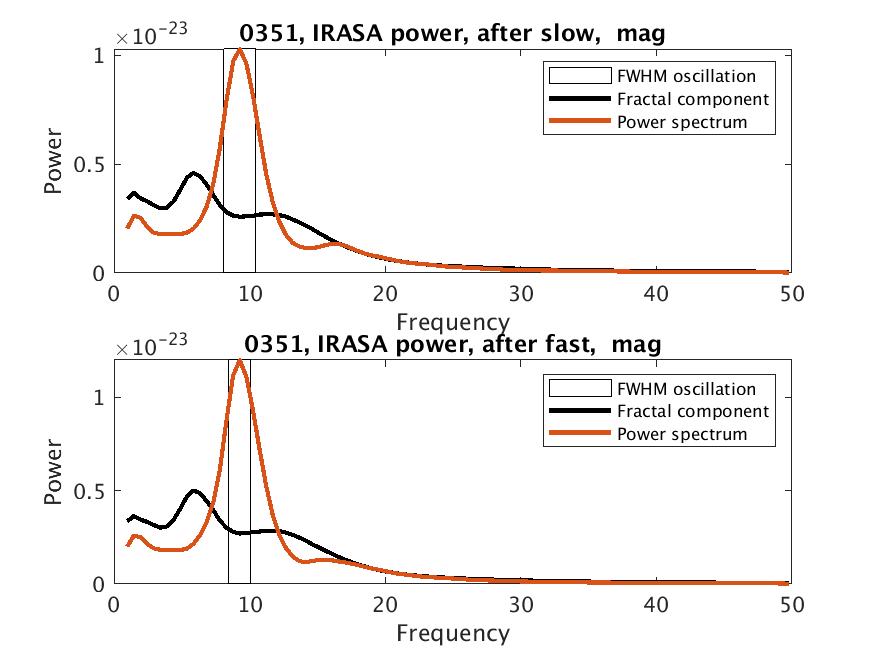 ×10-23
0351, IRASA power, after slow,  mag
1
0.5
0
Power
FWHM oscillation
Fractal component
Power spectrum
0 10 20 30 40 50
Frequency
×10-23
0351, IRASA power, after fast,  mag
1
0.5
0
Power
FWHM oscillation
Fractal component
Power spectrum
0 10 20 30 40 50
Frequency